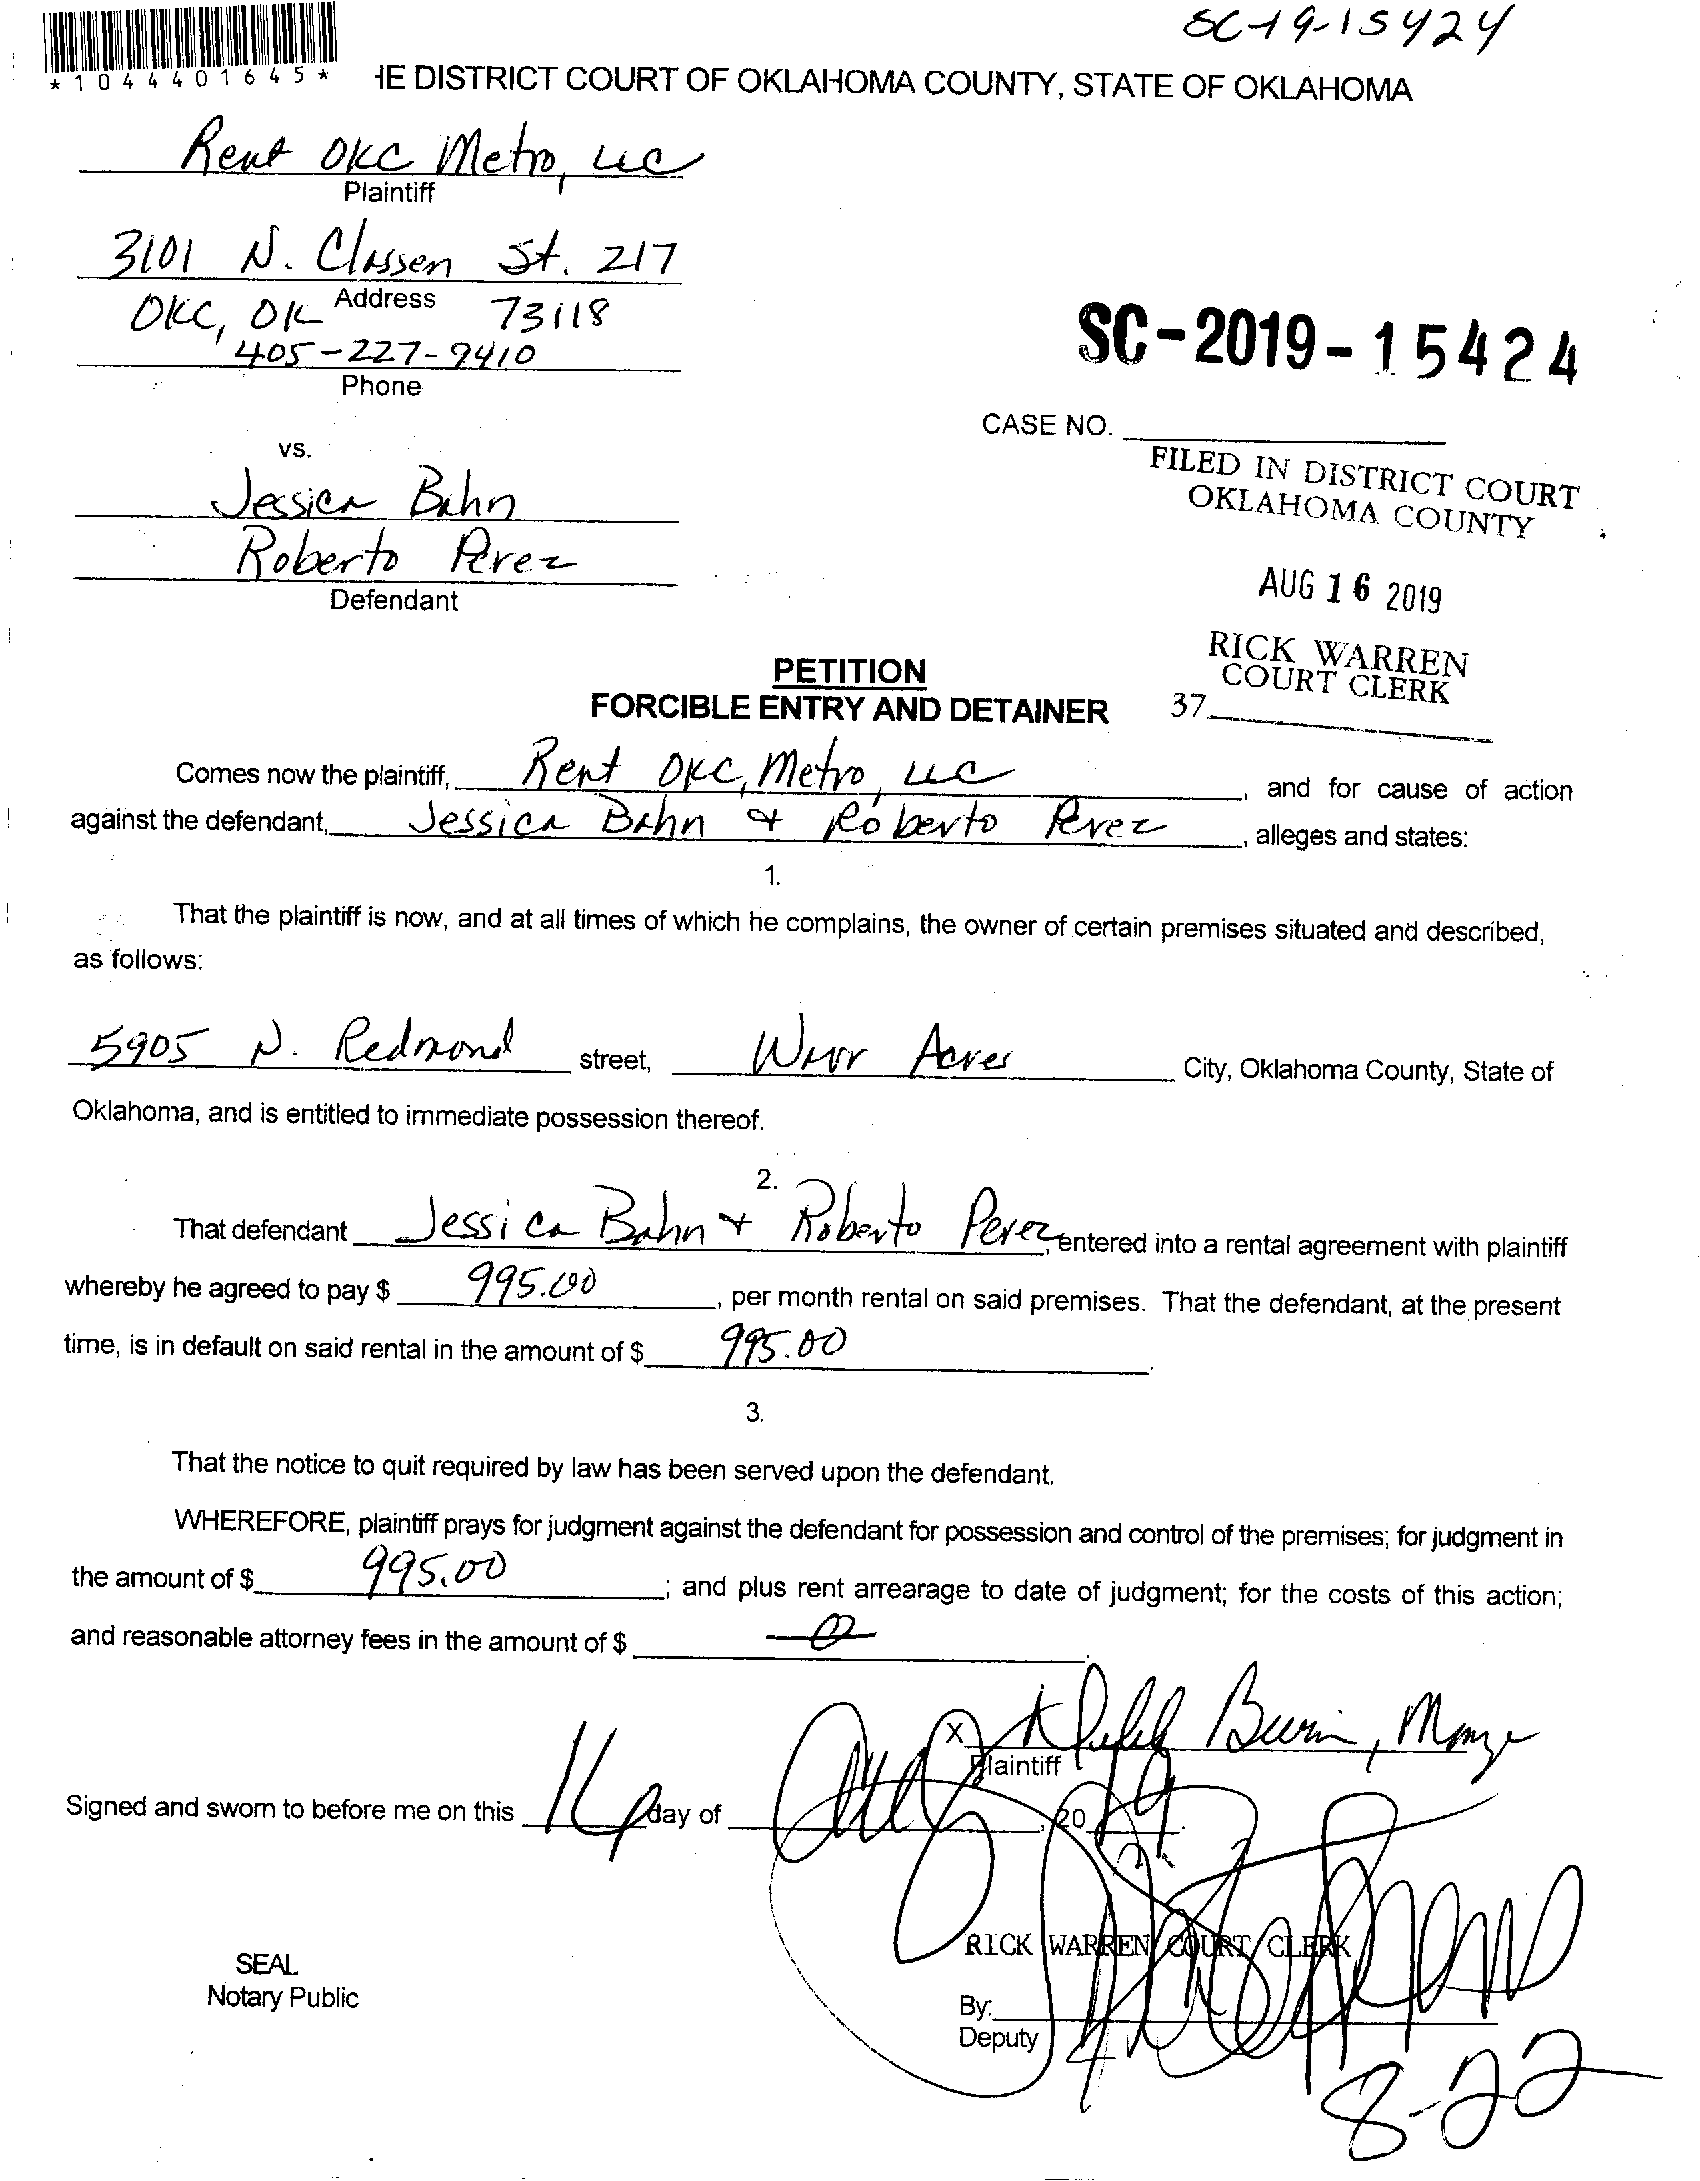 SC-19-15424
*1044401645*
HE DISTRICT COURT OF OKLAHOMA COUNTY, STATE OF OKLAHOMA
Rent OKC Metro, LLC
Plaintiff
3101 N. Classen St. 217
Address
OKC, OK 73118
405-227-9410
Phone
SC-2019-15424
CASE NO.
vs.
FILED IN DISTRICT COURT
OKLAHOMA COUNTY
Jessica Bahn
Roberto Perez
Defendant
AUG 16 2019
RICK WARREN
COURT CLERK
37
PETITION
FORCIBLE ENTRY AND DETAINER
Comes now the plaintiff, Rent OKC, Metro, LLC, and for cause of action
against the defendant, Jessica Bahn & Roberto Perez, alleges and states:
1.
That the plaintiff is now, and at all times of which he complains, the owner of certain premises situated and described,
as follows:
5905 N. Redmond street, Warr Acres City, Oklahoma County, State of
Oklahoma, and is entitled to immediate possession thereof.
2.
That defendant Jessica Bahn & Roberto Perez, entered into a rental agreement with plaintiff
whereby he agreed to pay $ 995.00, per month rental on said premises. That the defendant, at the present
time, is in default on said rental in the amount of $ 995.00.
3.
That the notice to quit required by law has been served upon the defendant.
WHEREFORE, plaintiff prays for judgment against the defendant for possession and control of the premises; for judgment in
the amount of $ 995.00; and plus rent arrearage to date of judgment; for the costs of this action;
and reasonable attorney fees in the amount of $ 0.
X
Plaintiff
Signed and sworn to before me on this 16 day of Aug, 2019
RICK WARREN COURT CLERK
SEAL
Notary Public
By:
Deputy
8-22